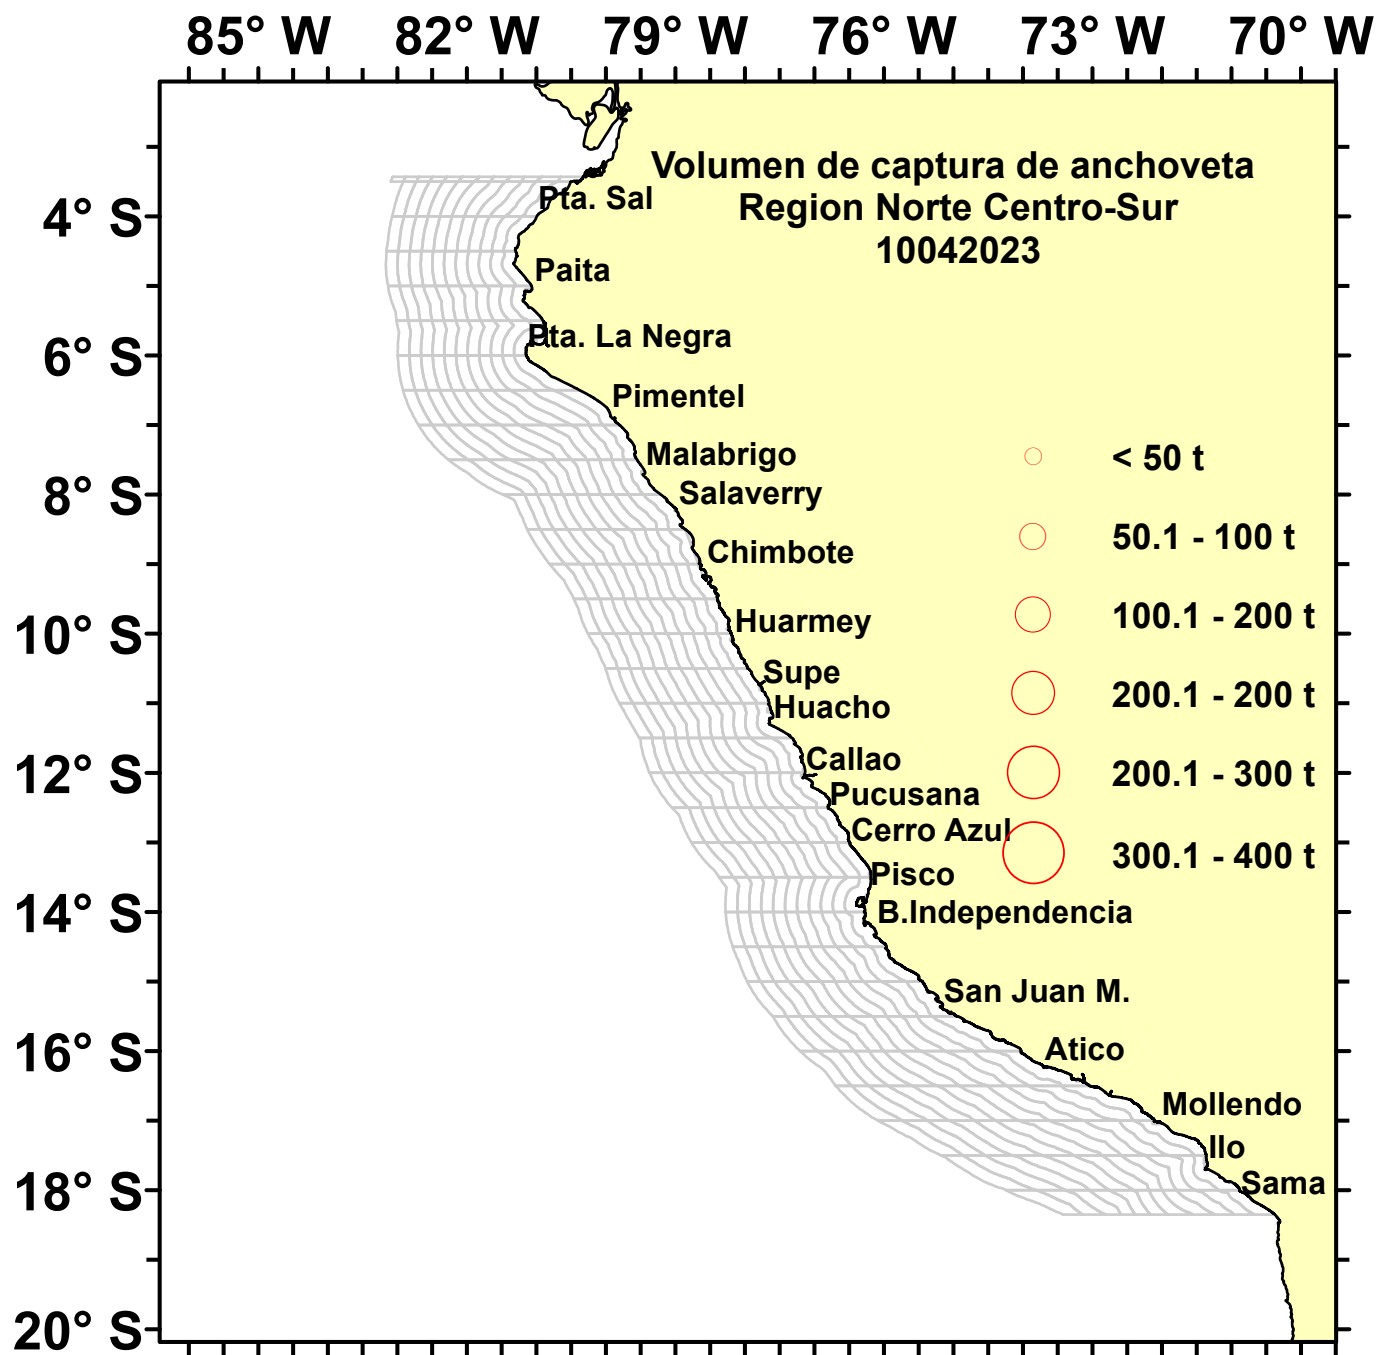 85° W 82° W 79° W 76° W 73° W 70° W
Volumen de captura de anchoveta
Region Norte Centro-Sur
10042023
4° S
6° S
8° S
10° S
12° S
14° S
16° S
18° S
20° S
Pta. Sal
Paita
Pta. La Negra
Pimentel
Malabrigo
Salaverry
Chimbote
Huarmey
Supe
Huacho
Callao
Pucusana
Cerro Azul
Pisco
B.Independencia
San Juan M.
Atico
Mollendo
Ilo
Sama
< 50 t
50.1 - 100 t
100.1 - 200 t
200.1 - 200 t
200.1 - 300 t
300.1 - 400 t